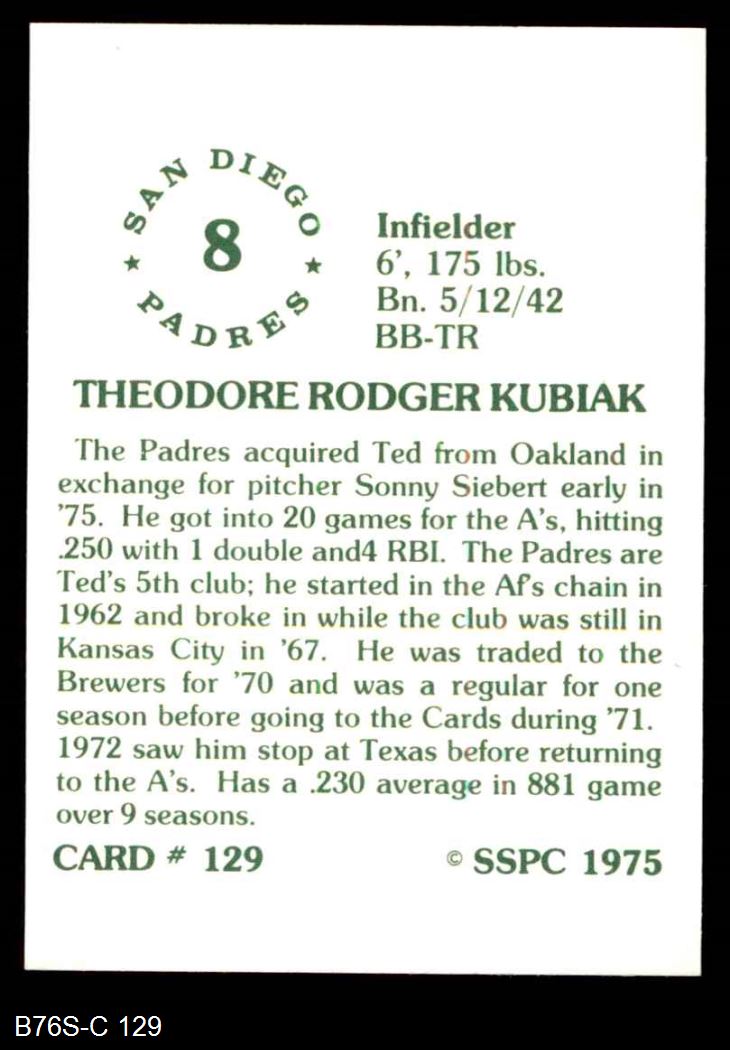 SAN DIEGO
8
★ PADRES ★
Infielder
6', 175 lbs.
Bn. 5/12/42
BB-TR
THEODORE RODGER KUBIAK
The Padres acquired Ted from Oakland in
exchange for pitcher Sonny Siebert early in
'75. He got into 20 games for the A's, hitting
.250 with 1 double and4 RBI. The Padres are
Ted's 5th club; he started in the Af's chain in
1962 and broke in while the club was still in
Kansas City in '67. He was traded to the
Brewers for '70 and was a regular for one
season before going to the Cards during '71.
1972 saw him stop at Texas before returning
to the A's. Has a .230 average in 881 game
over 9 seasons.
CARD # 129
© SSPC 1975
B76S-C 129